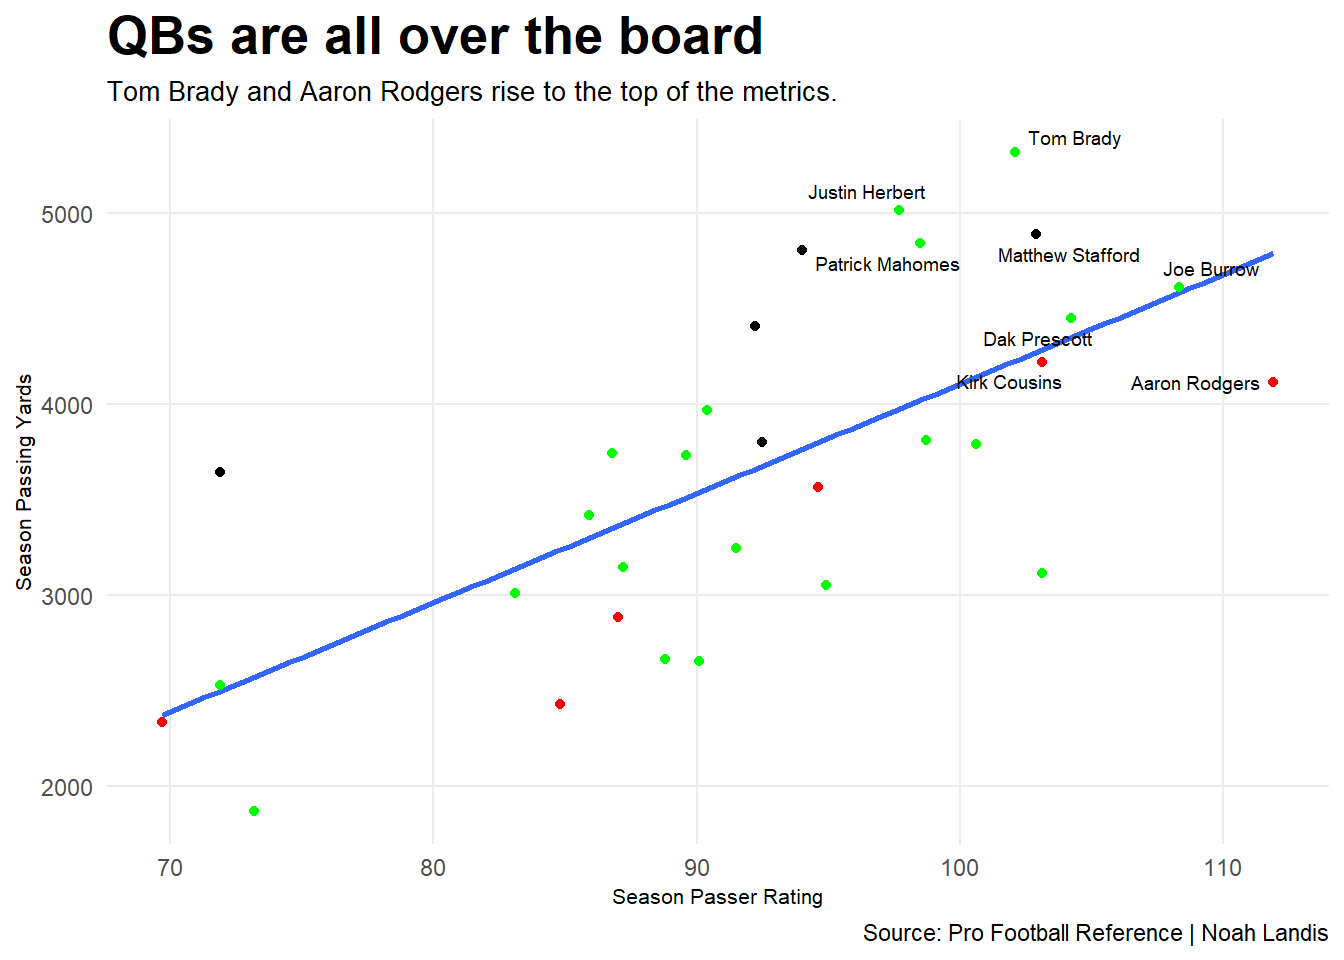 QBs are all over the board
Tom Brady and Aaron Rodgers rise to the top of the metrics.
Tom Brady
Justin Herbert
Patrick Mahomes
Matthew Stafford
Joe Burrow
Dak Prescott
Kirk Cousins
Aaron Rodgers
Season Passing Yards
5000
4000
3000
2000
70
80
90
100
110
Season Passer Rating
Source: Pro Football Reference | Noah Landis